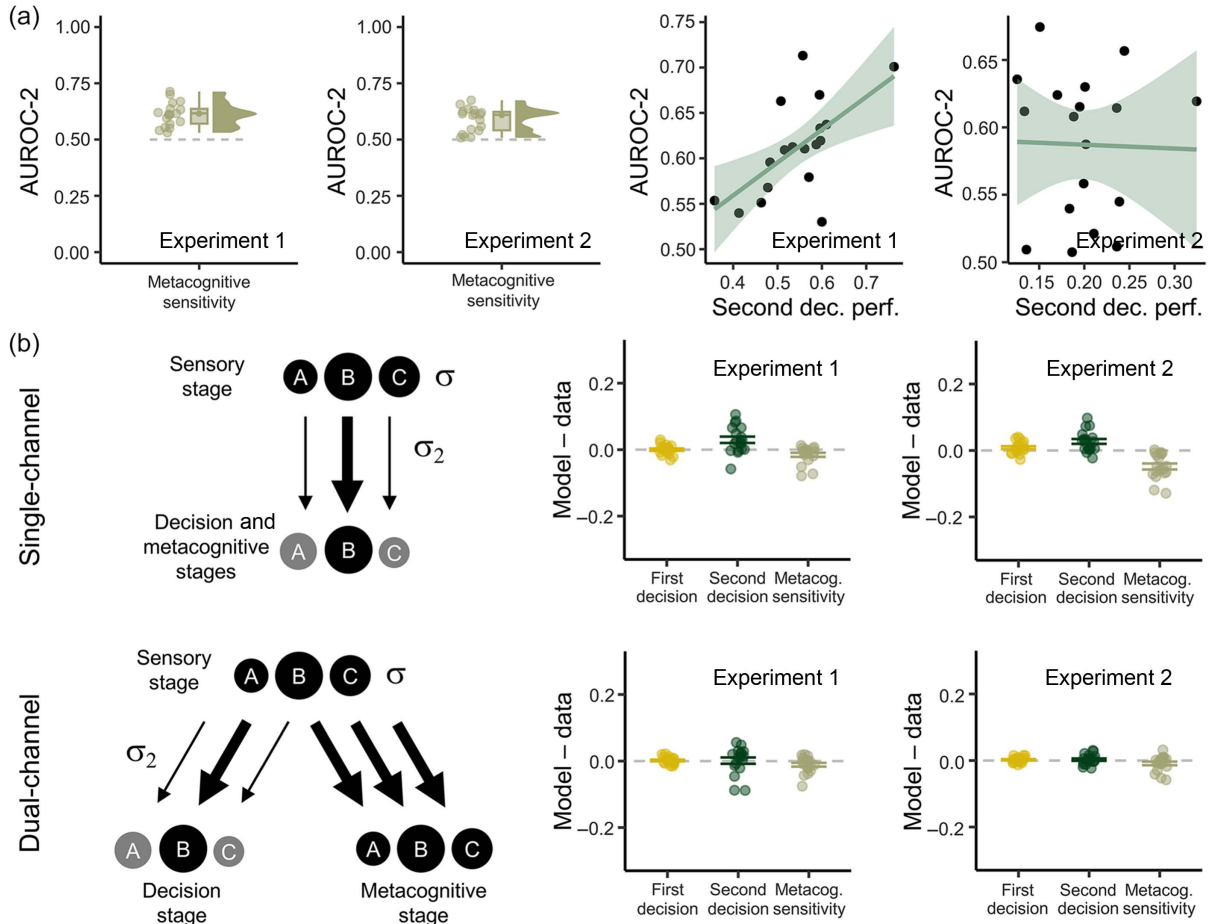 (a)
AUROC-2
1.00
0.75
0.50
0.25
0.00
Experiment 1
Metacognitive
sensitivity
AUROC-2
1.00
0.75
0.50
0.25
0.00
Experiment 2
Metacognitive
sensitivity
AUROC-2
0.75
0.70
0.65
0.60
0.55
0.50
Experiment 1
0.4 0.5 0.6 0.7
Second dec. perf.
AUROC-2
0.65
0.60
0.55
0.50
Experiment 2
0.15 0.20 0.25 0.30
Second dec. perf.
(b)
Single-channel
Sensory
stage
A B C σ
σ2
Decision and
metacognitive
stages
A B C
Model – data
0.2
0.0
–0.2
Experiment 1
First
decision
Second
decision
Metacog.
sensitivity
Model – data
0.2
0.0
–0.2
Experiment 2
First
decision
Second
decision
Metacog.
sensitivity
Dual-channel
Sensory
stage
A B C σ
σ2
A B C
Decision
stage
A B C
Metacognitive
stage
Model – data
0.2
0.0
–0.2
Experiment 1
First
decision
Second
decision
Metacog.
sensitivity
Model – data
0.2
0.0
–0.2
Experiment 2
First
decision
Second
decision
Metacog.
sensitivity